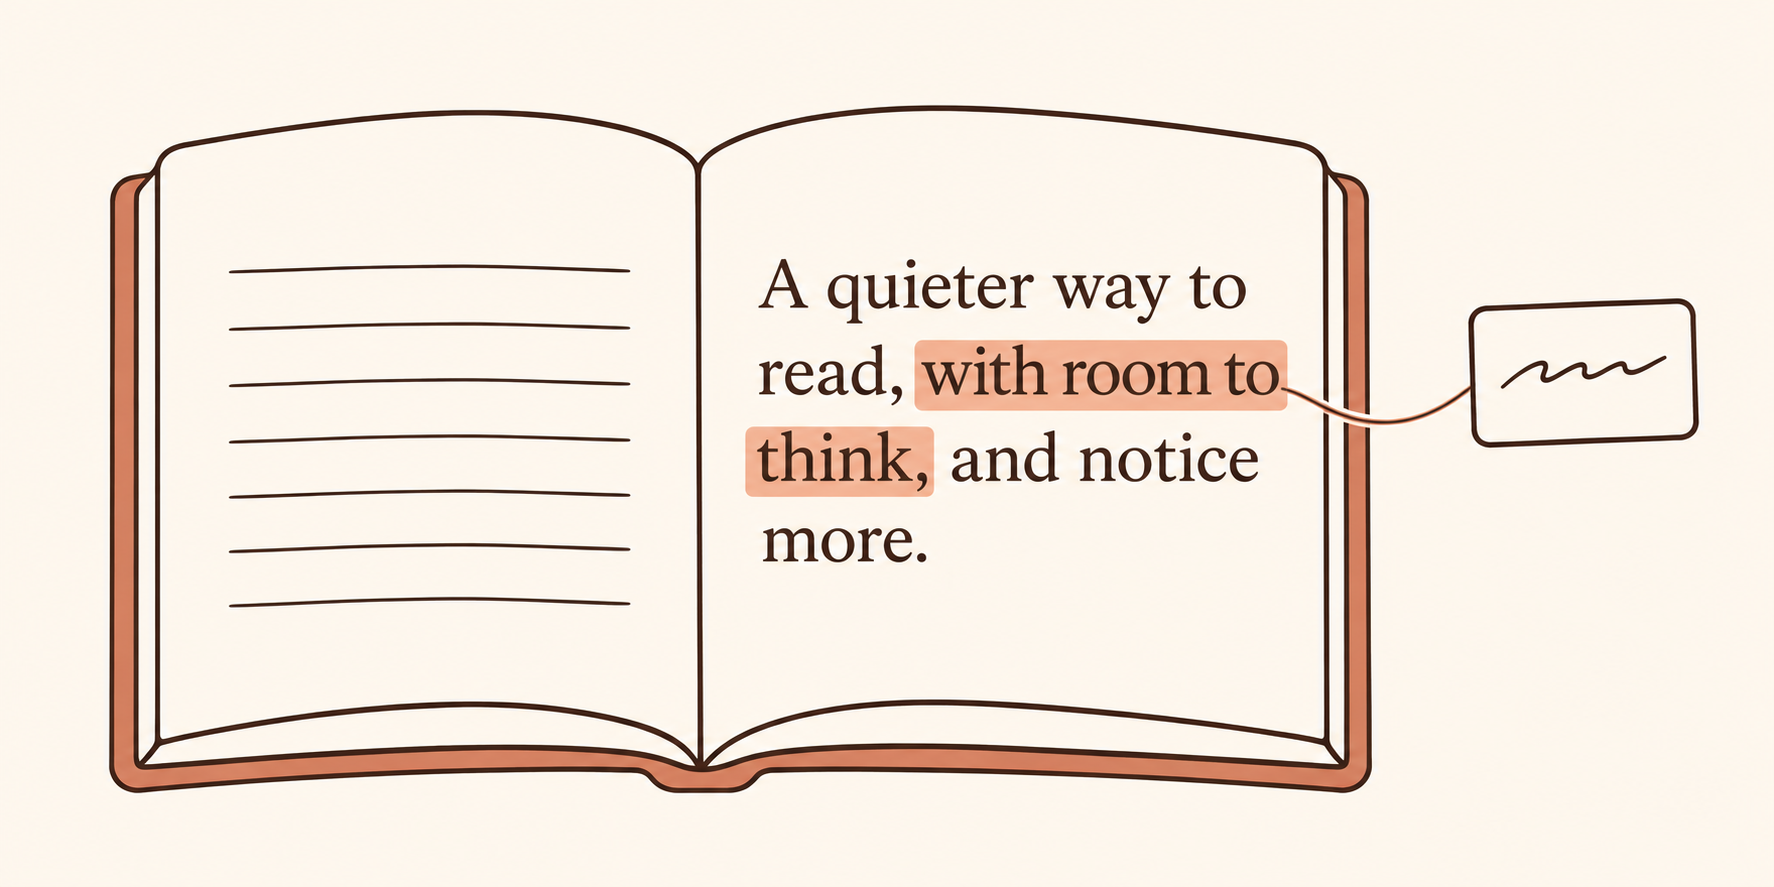 A quieter way to
read, with room to
think, and notice
more.